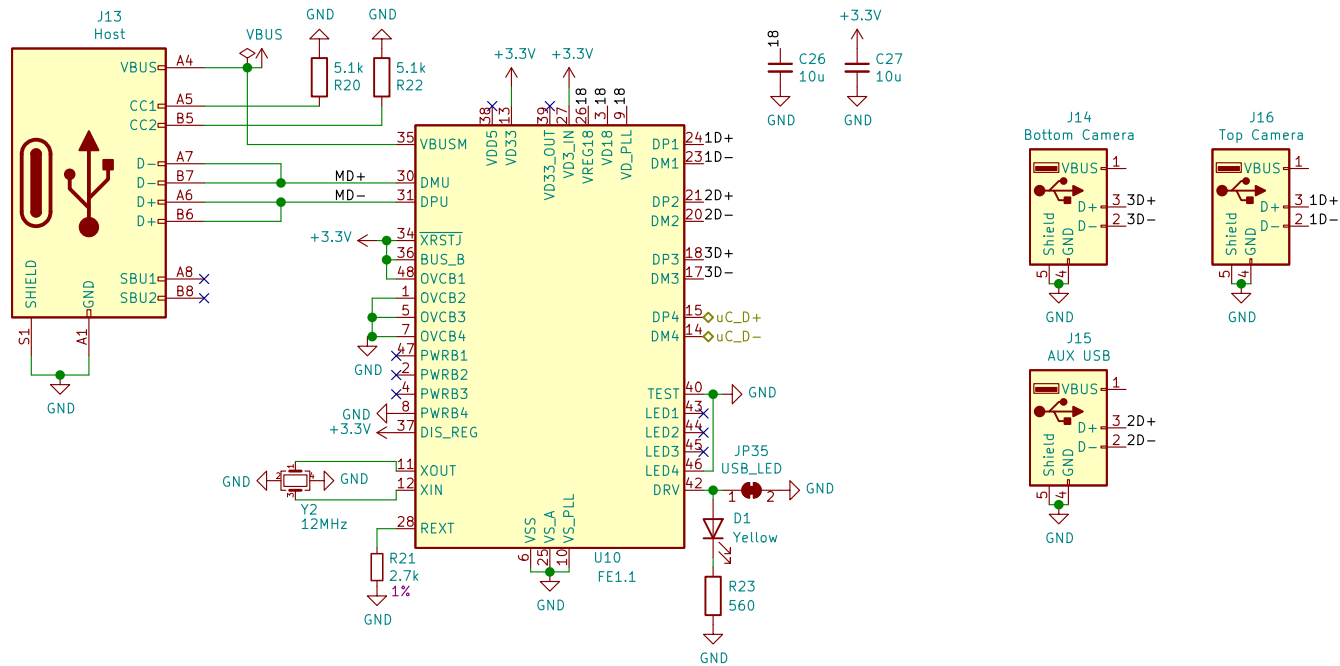 J13
Host
VBUS
A4
CC1
A5
CC2
B5
D-
A7
D-
B7
D+
A6
D+
B6
SBU1
A8
SBU2
B8
SHIELD
GND
S1
A1
GND
VBUS
GND
5.1k
R20
GND
5.1k
R22
MD+
MD-
+3.3V
+3.3V
38
13
39
27
26
3
9
18
18
18
VDD5
VD33
VD33_OUT
VD3_IN
VREG18
VD18
VD_PLL
35
VBUSM
30
DMU
31
DPU
+3.3V
34
XRSTJ
36
BUS_B
48
OVCB1
1
OVCB2
5
OVCB3
7
OVCB4
GND
47
PWRB1
2
PWRB2
4
PWRB3
GND
8
PWRB4
+3.3V
37
DIS_REG
11
XOUT
12
XIN
28
REXT
GND
1
2
4
3
GND
Y2
12MHz
R21
2.7k
1%
GND
VSS
VS_A
VS_PLL
6
25
10
GND
U10
FE1.1
DP1
24
1D+
DM1
23
1D-
DP2
21
2D+
DM2
20
2D-
DP3
18
3D+
DM3
17
3D-
DP4
15
uC_D+
DM4
14
uC_D-
TEST
40
GND
LED1
43
LED2
44
LED3
45
LED4
46
DRV
42
JP35
USB_LED
1
2
GND
D1
Yellow
R23
560
GND
18
C26
10u
GND
+3.3V
C27
10u
GND
J14
Bottom Camera
VBUS
1
D+
3
3D+
D-
2
3D-
Shield
GND
5
4
GND
J16
Top Camera
VBUS
1
D+
3
1D+
D-
2
1D-
Shield
GND
5
4
GND
J15
AUX USB
VBUS
1
D+
3
2D+
D-
2
2D-
Shield
GND
5
4
GND